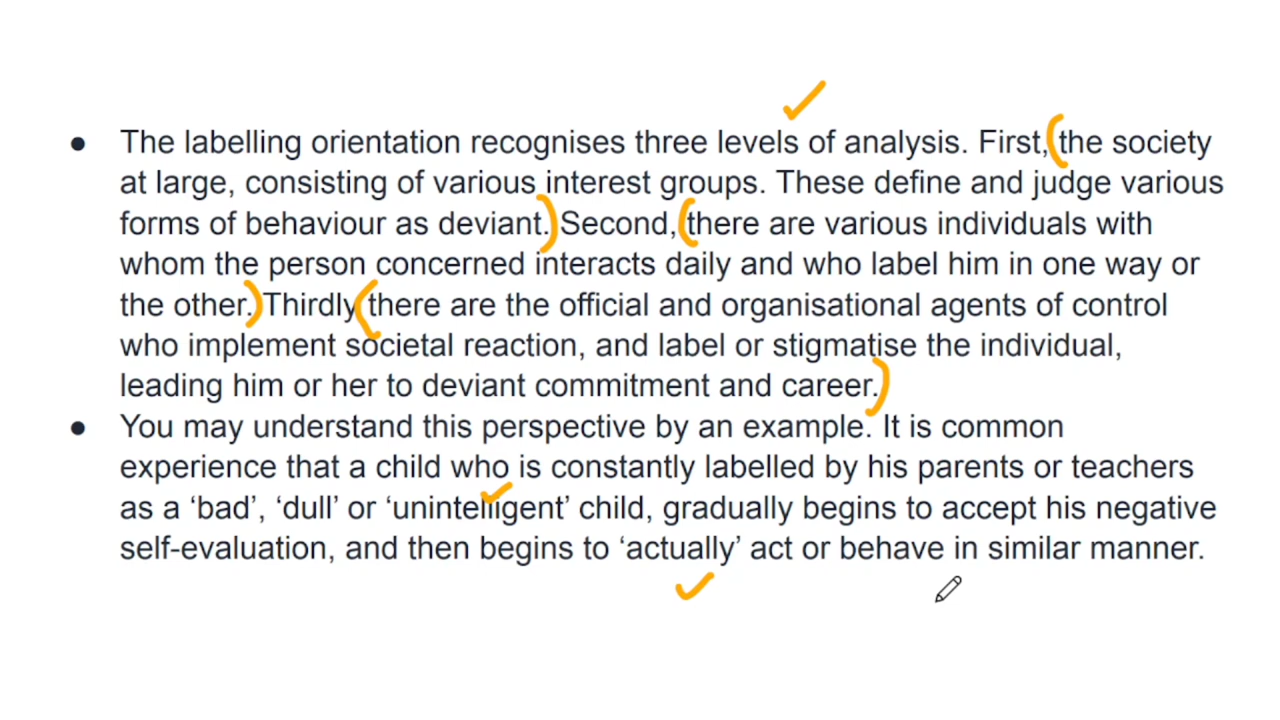 ● The labelling orientation recognises three levels of analysis. First, the society
at large, consisting of various interest groups. These define and judge various
forms of behaviour as deviant. Second, there are various individuals with
whom the person concerned interacts daily and who label him in one way or
the other. Thirdly there are the official and organisational agents of control
who implement societal reaction, and label or stigmatise the individual,
leading him or her to deviant commitment and career.
● You may understand this perspective by an example. It is common
experience that a child who is constantly labelled by his parents or teachers
as a ‘bad’, ‘dull’ or ‘unintelligent’ child, gradually begins to accept his negative
self-evaluation, and then begins to ‘actually’ act or behave in similar manner.